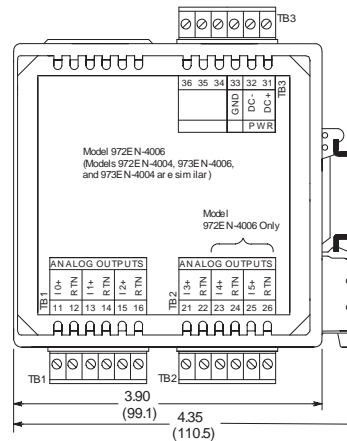 TB3
36 35 34 33 32 31
GND DC- DC+
TB3
PWR
Model 972EN-4006
(Models 972EN-4004, 973EN-4006,
and 973EN-4004 are similar)
Model
972EN-4006 Only
ANALOG OUTPUTS
TB1
I0+ RTN I1+ RTN I2+ RTN
11 12 13 14 15 16
ANALOG OUTPUTS
TB2
I3+ RTN I4+ RTN I5+ RTN
21 22 23 24 25 26
TB1
TB2
3.90
(99.1)
4.35
(110.5)